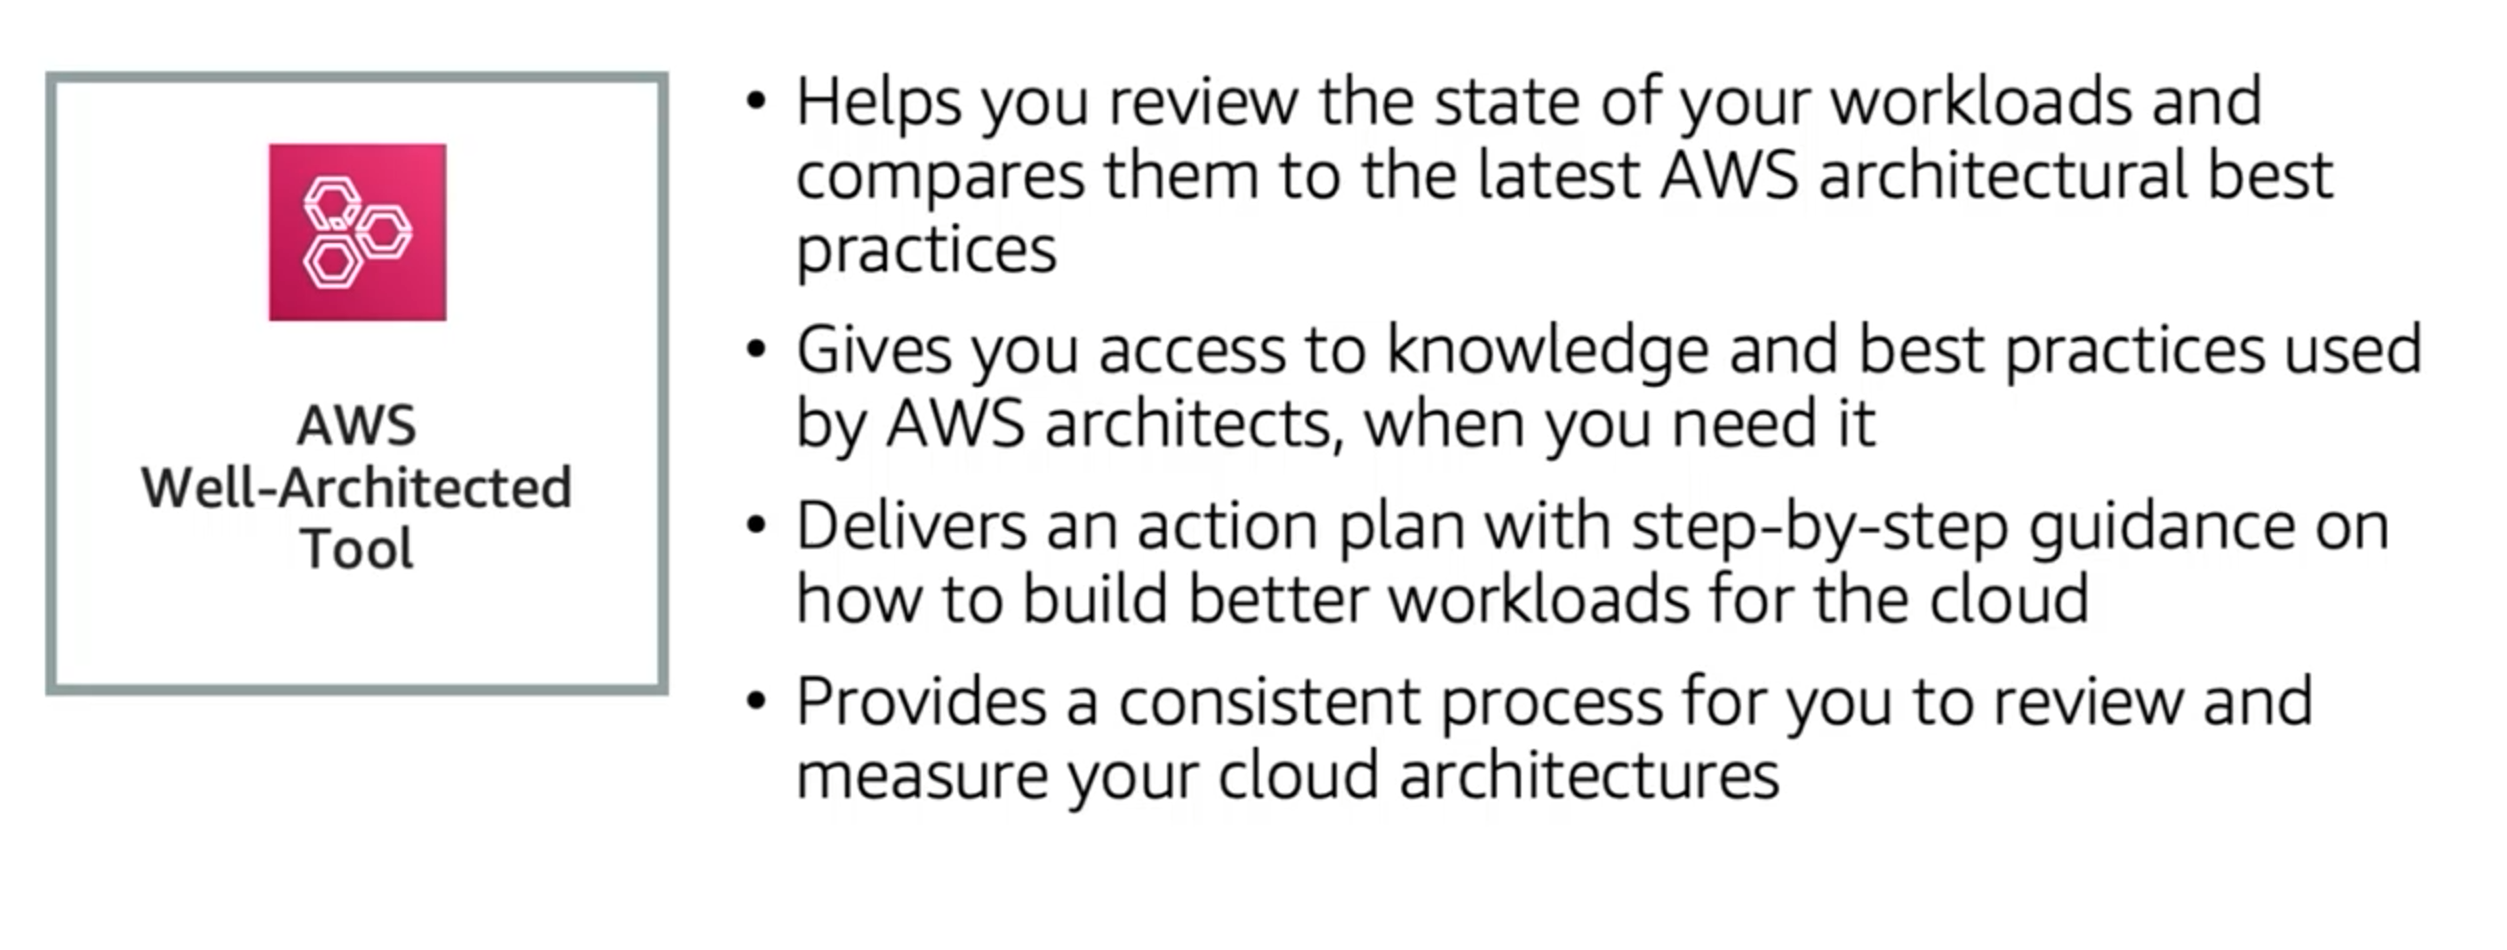 AWS
Well-Architected
Tool
• Helps you review the state of your workloads and
compares them to the latest AWS architectural best
practices
• Gives you access to knowledge and best practices used
by AWS architects, when you need it
• Delivers an action plan with step-by-step guidance on
how to build better workloads for the cloud
• Provides a consistent process for you to review and
measure your cloud architectures